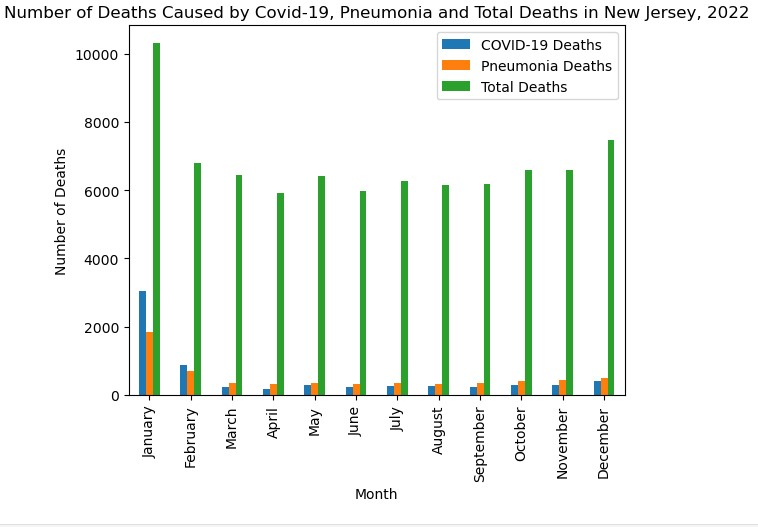 Number of Deaths Caused by Covid-19, Pneumonia and Total Deaths in New Jersey, 2022
COVID-19 Deaths
Pneumonia Deaths
Total Deaths
10000
8000
6000
4000
2000
0
Number of Deaths
January
February
March
April
May
June
July
August
September
October
November
December
Month